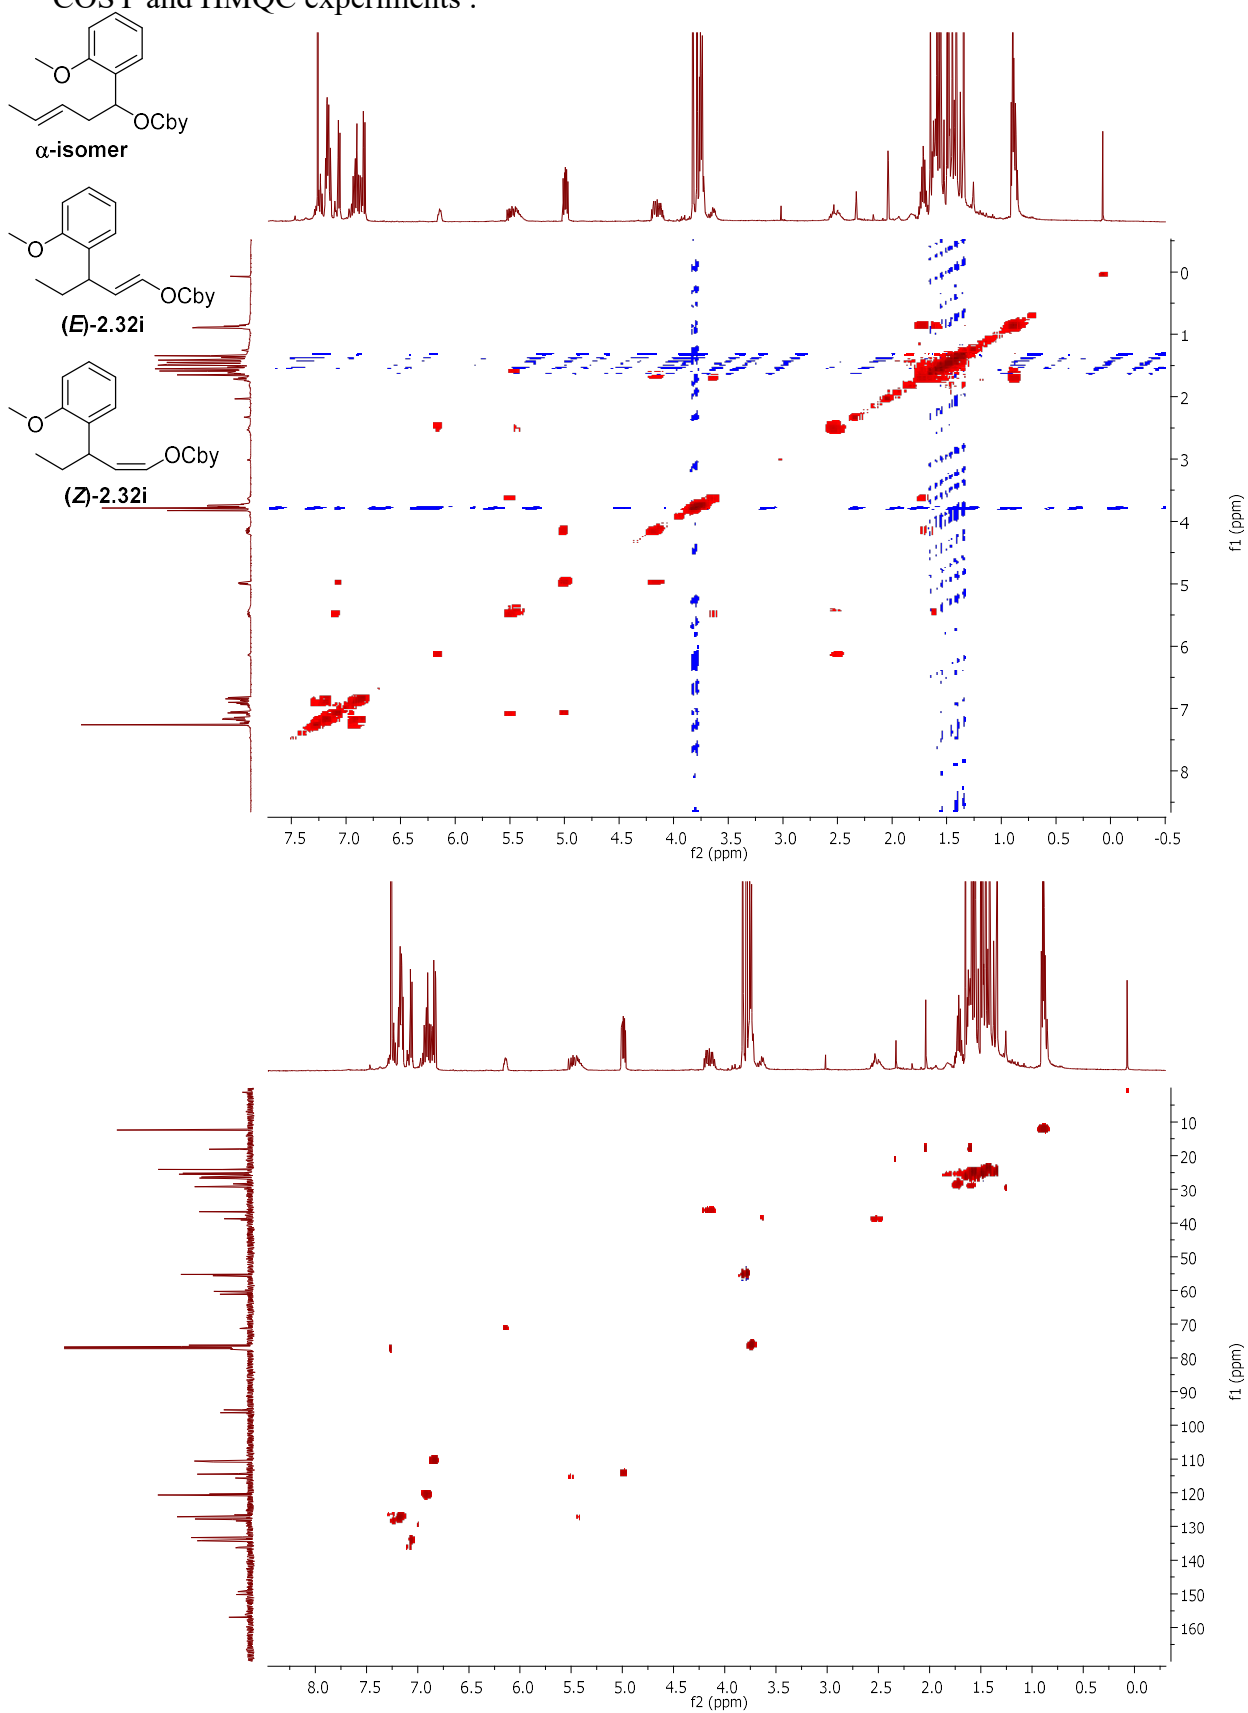 COSY and HMQC experiments :
O
OCby
α-isomer
O
OCby
(E)-2.32i
O
OCby
(Z)-2.32i
0
1
2
3
4
5
6
7
8
f1 (ppm)
7.5 7.0 6.5 6.0 5.5 5.0 4.5 4.0 3.5 3.0 2.5 2.0 1.5 1.0 0.5 0.0 -0.5
f2 (ppm)
10
20
30
40
50
60
70
80
90
100
110
120
130
140
150
160
f1 (ppm)
8.0 7.5 7.0 6.5 6.0 5.5 5.0 4.5 4.0 3.5 3.0 2.5 2.0 1.5 1.0 0.5 0.0
f2 (ppm)